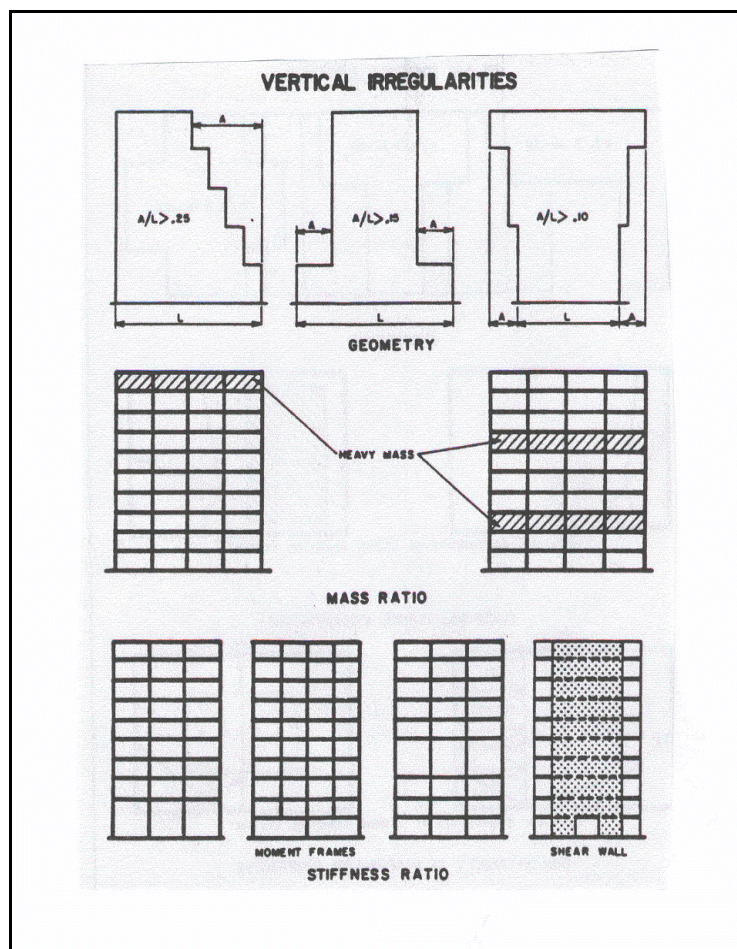 VERTICAL IRREGULARITIES
A
A/L>.25
A
A/L>.15
A
A/L>.10
L
L
A
L
A
GEOMETRY
HEAVY MASS
MASS RATIO
MOMENT FRAMES
SHEAR WALL
STIFFNESS RATIO